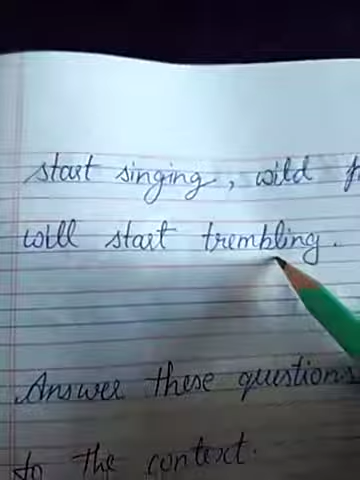 start singing, wild
will start trembling.
Answer these questions
to the context.